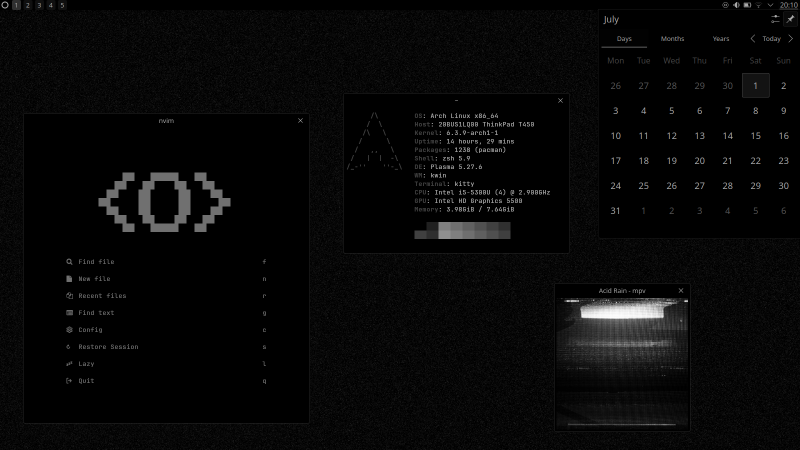 1 2 3 4 5
20:10
July
Days Months Years Today
Mon Tue Wed Thu Fri Sat Sun
26 27 28 29 30 1 2
3 4 5 6 7 8 9
10 11 12 13 14 15 16
17 18 19 20 21 22 23
24 25 26 27 28 29 30
31 1 2 3 4 5 6
~
OS: Arch Linux x86_64
Host: 20BUS1LQ00 ThinkPad T450
Kernel: 6.3.9-arch1-1
Uptime: 14 hours, 29 mins
Packages: 1238 (pacman)
Shell: zsh 5.9
DE: Plasma 5.27.6
WM: kwin
Terminal: kitty
CPU: Intel i5-5300U (4) @ 2.900GHz
GPU: Intel HD Graphics 5500
Memory: 3.98GiB / 7.64GiB
nvim
Find file f
New file n
Recent files r
Find text g
Config c
Restore Session s
Lazy l
Quit q
Acid Rain - mpv